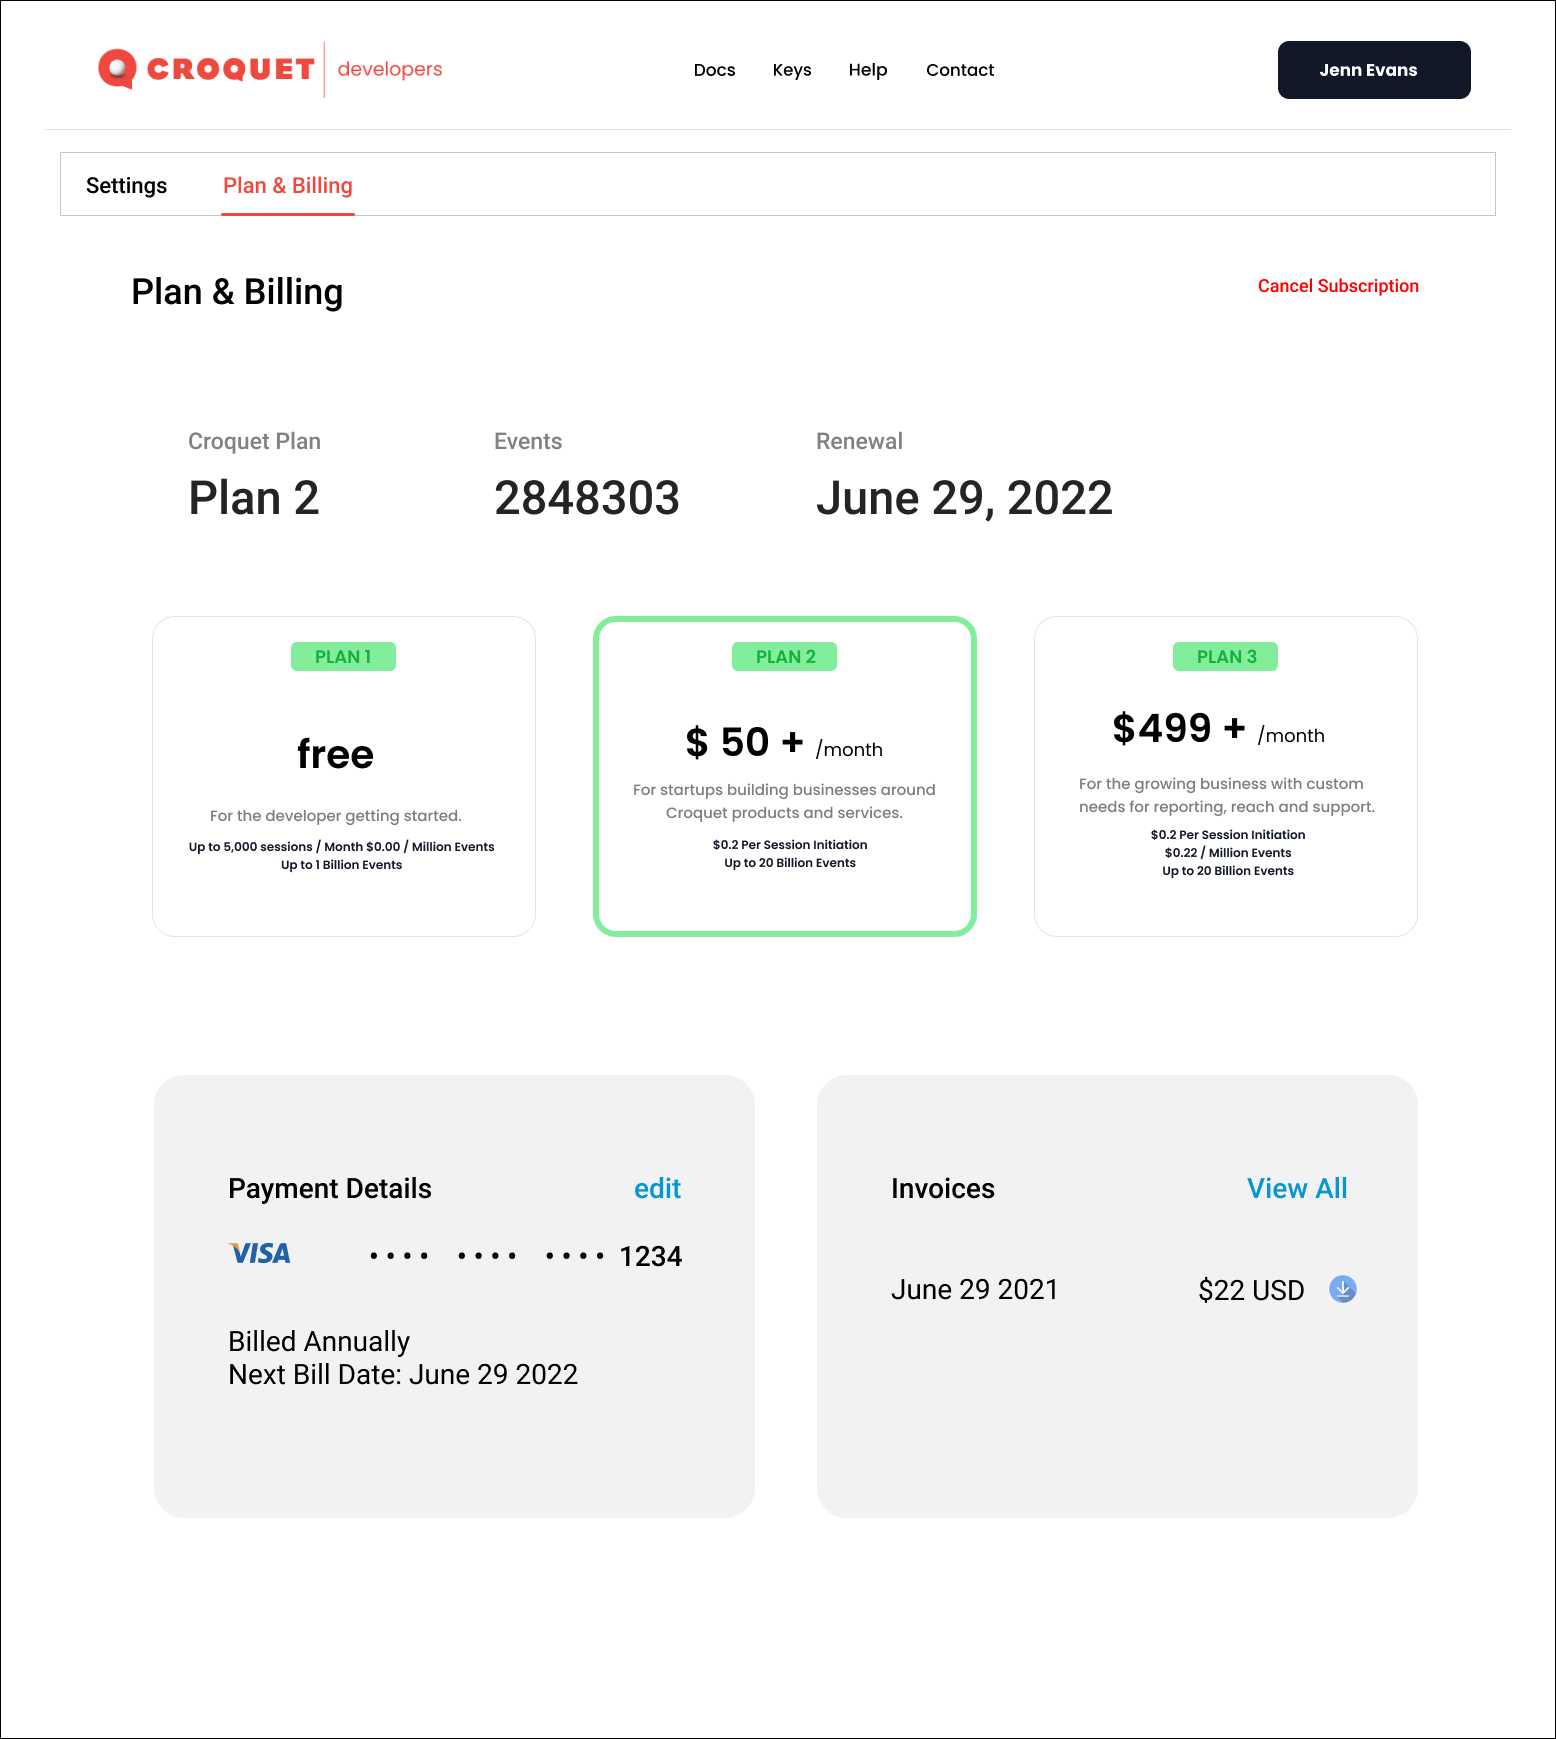 CROQUET developers
Docs Keys Help Contact
Jenn Evans
Settings Plan & Billing
Plan & Billing
Cancel Subscription
Croquet Plan
Plan 2
Events
2848303
Renewal
June 29, 2022
PLAN 1
free
For the developer getting started.
Up to 5,000 sessions / Month $0.00 / Million Events
Up to 1 Billion Events
PLAN 2
$ 50 + /month
For startups building businesses around
Croquet products and services.
$0.2 Per Session Initiation
Up to 20 Billion Events
PLAN 3
$499 + /month
For the growing business with custom
needs for reporting, reach and support.
$0.2 Per Session Initiation
$0.22 / Million Events
Up to 20 Billion Events
Payment Details edit
VISA •••• •••• •••• 1234
Billed Annually
Next Bill Date: June 29 2022
Invoices View All
June 29 2021 $22 USD